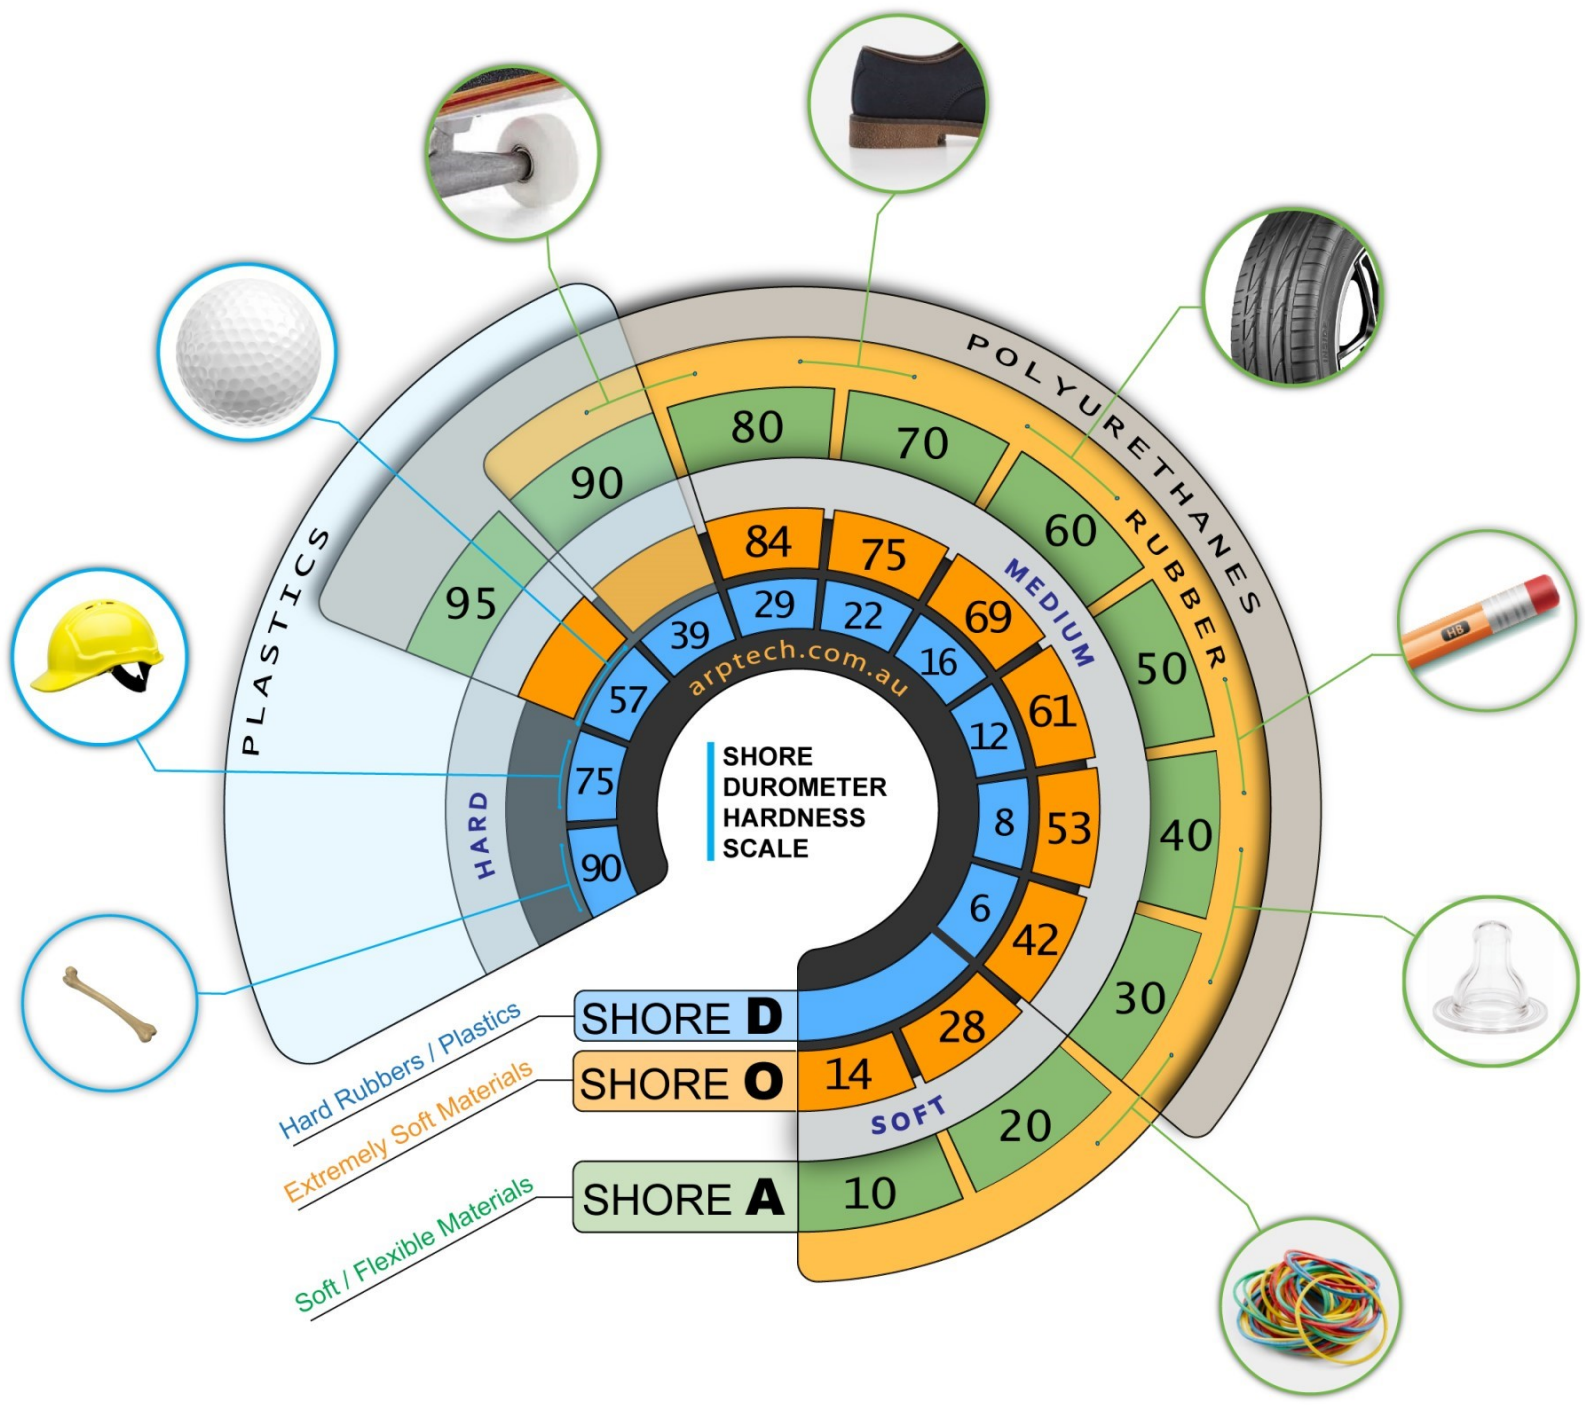 POLYURETHANES
RUBBER
PLASTICS
MEDIUM
HARD
SOFT
95
90
80
70
60
50
40
30
20
10
84
75
69
61
53
42
28
14
90
75
57
39
29
22
16
12
8
6
arptech.com.au
SHORE
DUROMETER
HARDNESS
SCALE
HB
SHORE D
SHORE O
SHORE A
Hard Rubbers / Plastics
Extremely Soft Materials
Soft / Flexible Materials